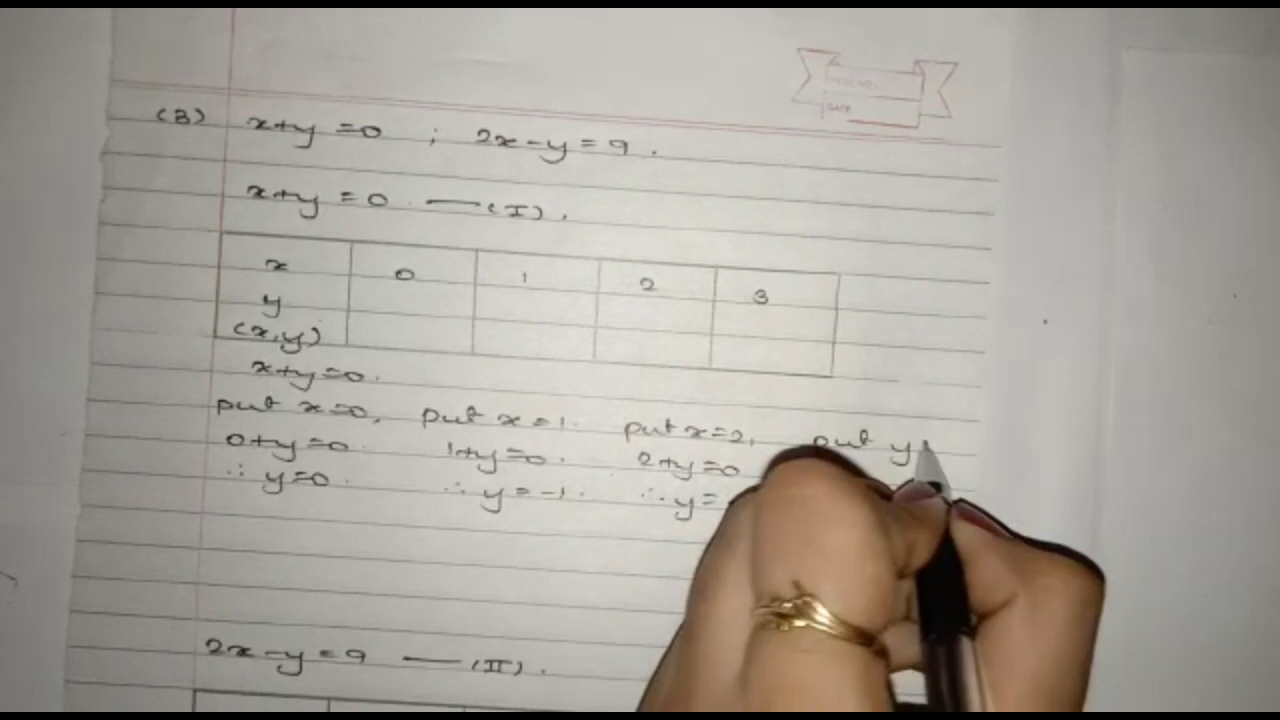 (3) x+y=0 ; 2x-y=9.
x+y=0 —(I).
x 0 1 2 3
y
(x,y)
x+y=0.
put x=0, put x=1. put x=2, put y
0+y=0. 1+y=0. 2+y=0
∴ y=0. ∴ y=-1. ∴ y=
2x-y=9 —(II).